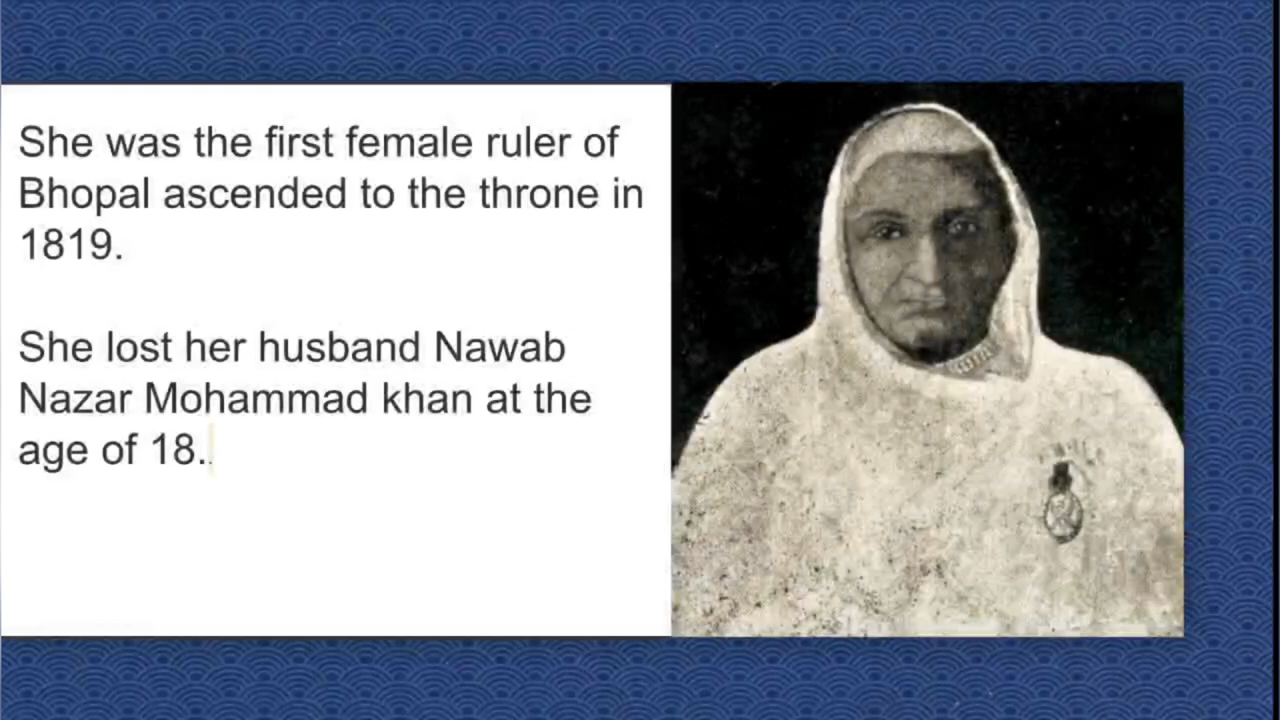 She was the first female ruler of
Bhopal ascended to the throne in
1819.
She lost her husband Nawab
Nazar Mohammad khan at the
age of 18..